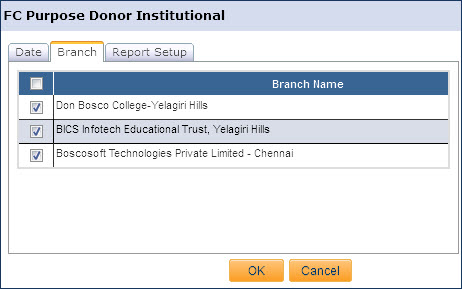 FC Purpose Donor Institutional
Date Branch Report Setup
Branch Name
Don Bosco College-Yelagiri Hills
BICS Infotech Educational Trust, Yelagiri Hills
Boscosoft Technologies Private Limited - Chennai
OK Cancel